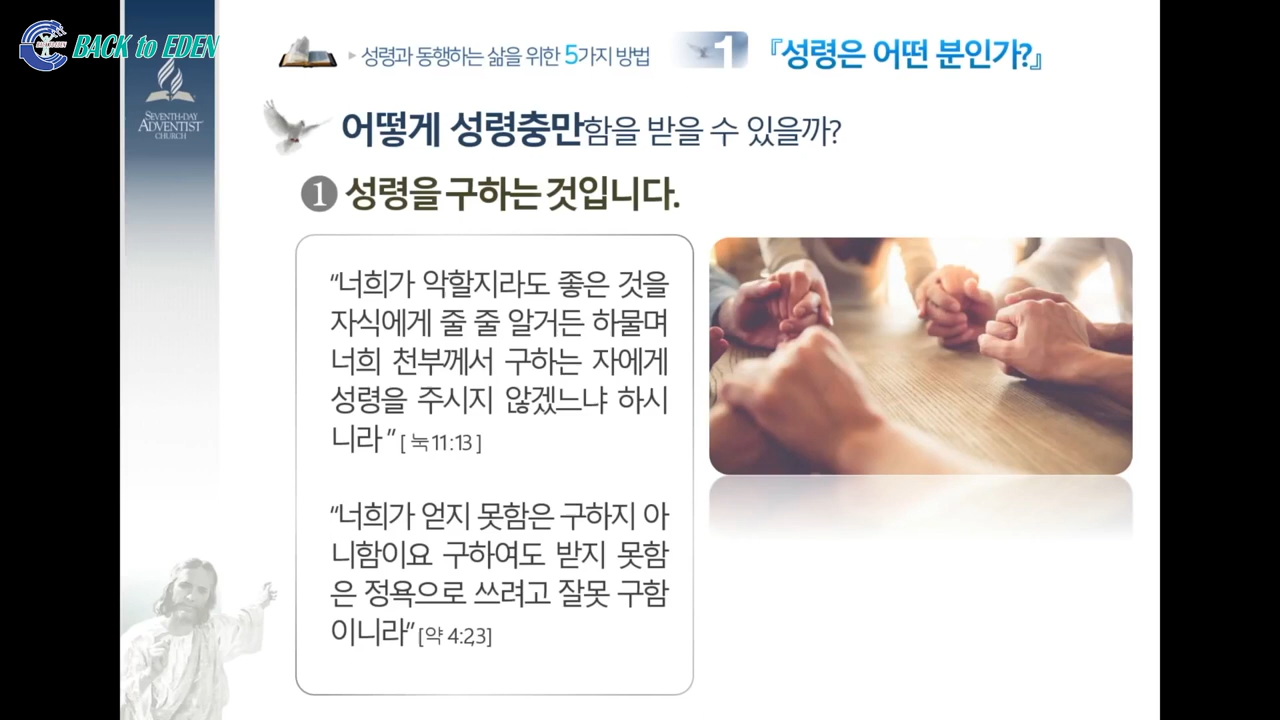 BACK to EDEN
BACK to EDEN
SEVENTH-DAY
ADVENTIST
CHURCH
성령과 동행하는 삶을 위한 5가지 방법
1
『성령은 어떤 분인가?』
어떻게 성령충만함을 받을 수 있을까?
1 성령을 구하는 것입니다.
“너희가 악할지라도 좋은 것을
자식에게 줄 줄 알거든 하물며
너희 천부께서 구하는 자에게
성령을 주시지 않겠느냐 하시
니라 ” [ 눅 11:13 ]
“너희가 얻지 못함은 구하지 아
니함이요 구하여도 받지 못함
은 정욕으로 쓰려고 잘못 구함
이니라” [약 4:2,3]